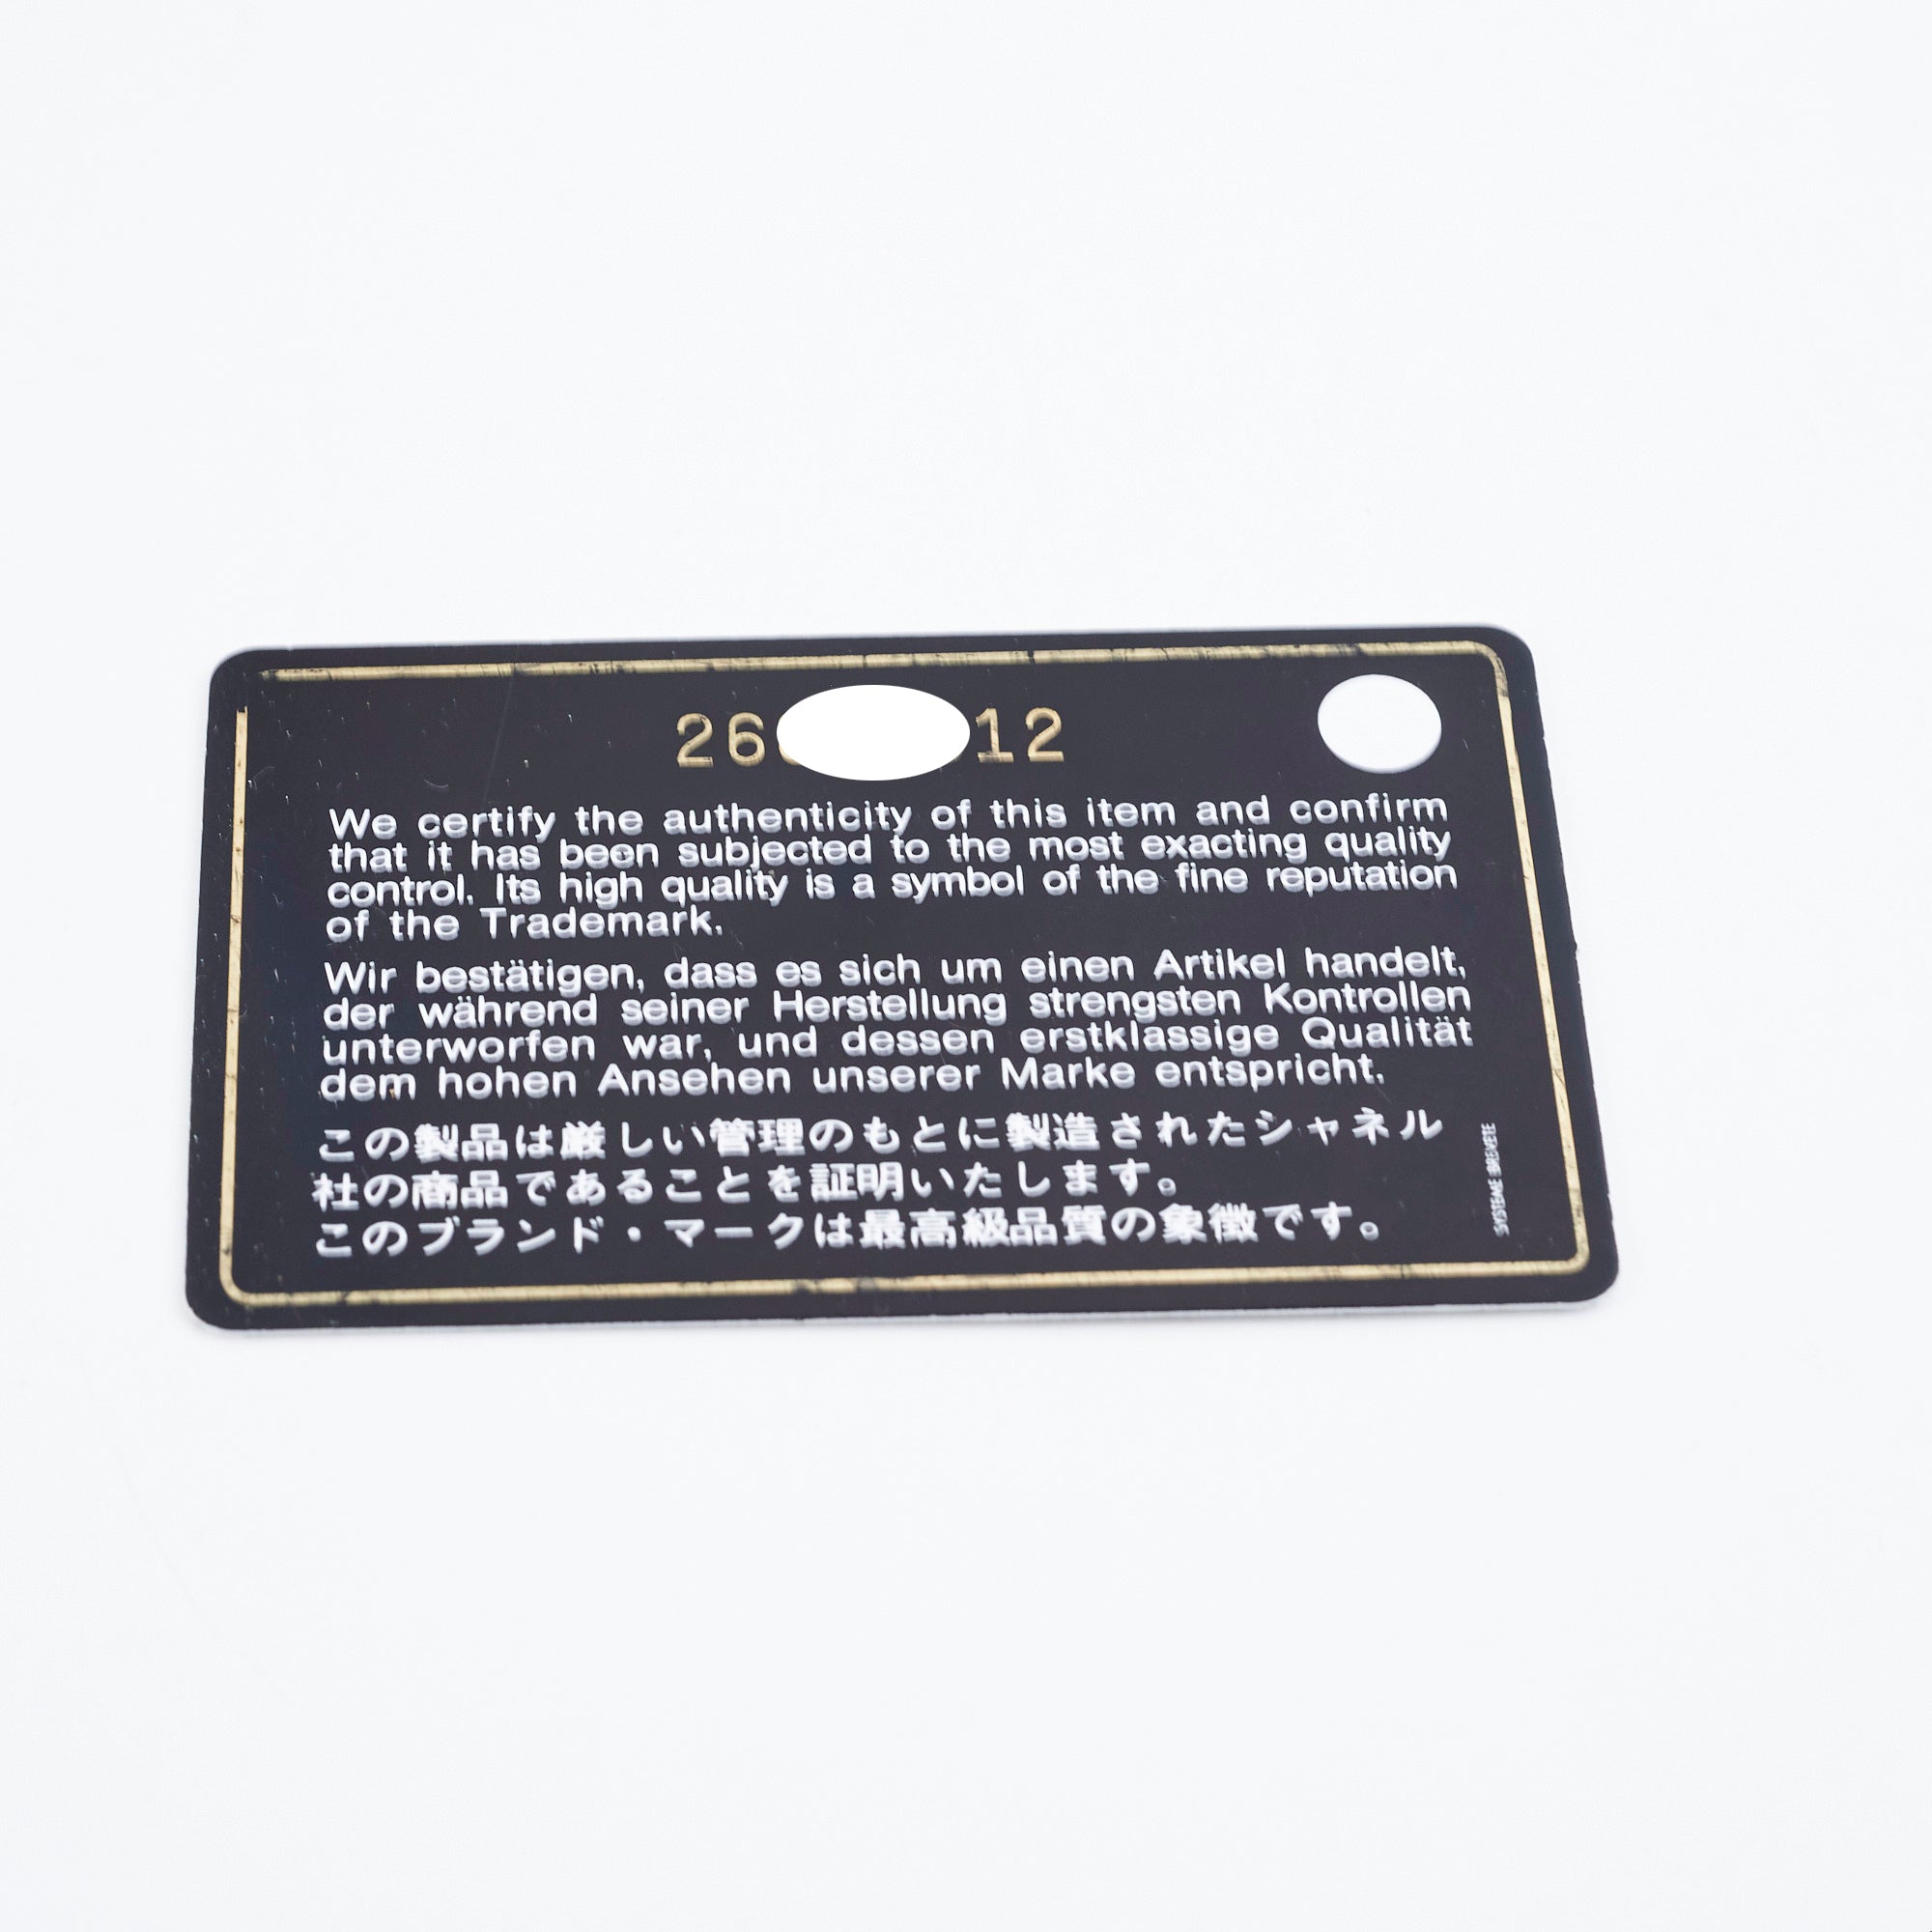 26 12
We certify the authenticity of this item and confirm
that it has been subjected to the most exacting quality
control. Its high quality is a symbol of the fine reputation
of the Trademark.
Wir bestätigen, dass es sich um einen Artikel handelt,
der während seiner Herstellung strengsten Kontrollen
unterworfen war, und dessen erstklassige Qualität
dem hohen Ansehen unserer Marke entspricht.
この製品は厳しい管理のもとに製造されたシャネル
社の商品であることを証明いたします。
このブランド・マークは最高級品質の象徴です。
SYSTEME BREVETE